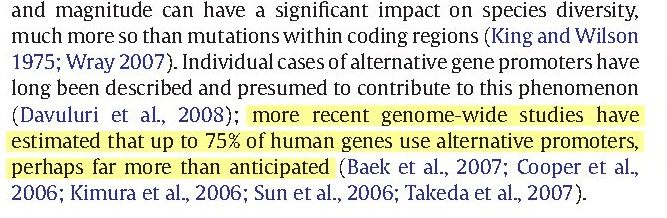 and magnitude can have a significant impact on species diversity,
much more so than mutations within coding regions (King and Wilson
1975; Wray 2007). Individual cases of alternative gene promoters have
long been described and presumed to contribute to this phenomenon
(Davuluri et al., 2008); more recent genome-wide studies have
estimated that up to 75% of human genes use alternative promoters,
perhaps far more than anticipated (Baek et al., 2007; Cooper et al.,
2006; Kimura et al., 2006; Sun et al., 2006; Takeda et al., 2007).